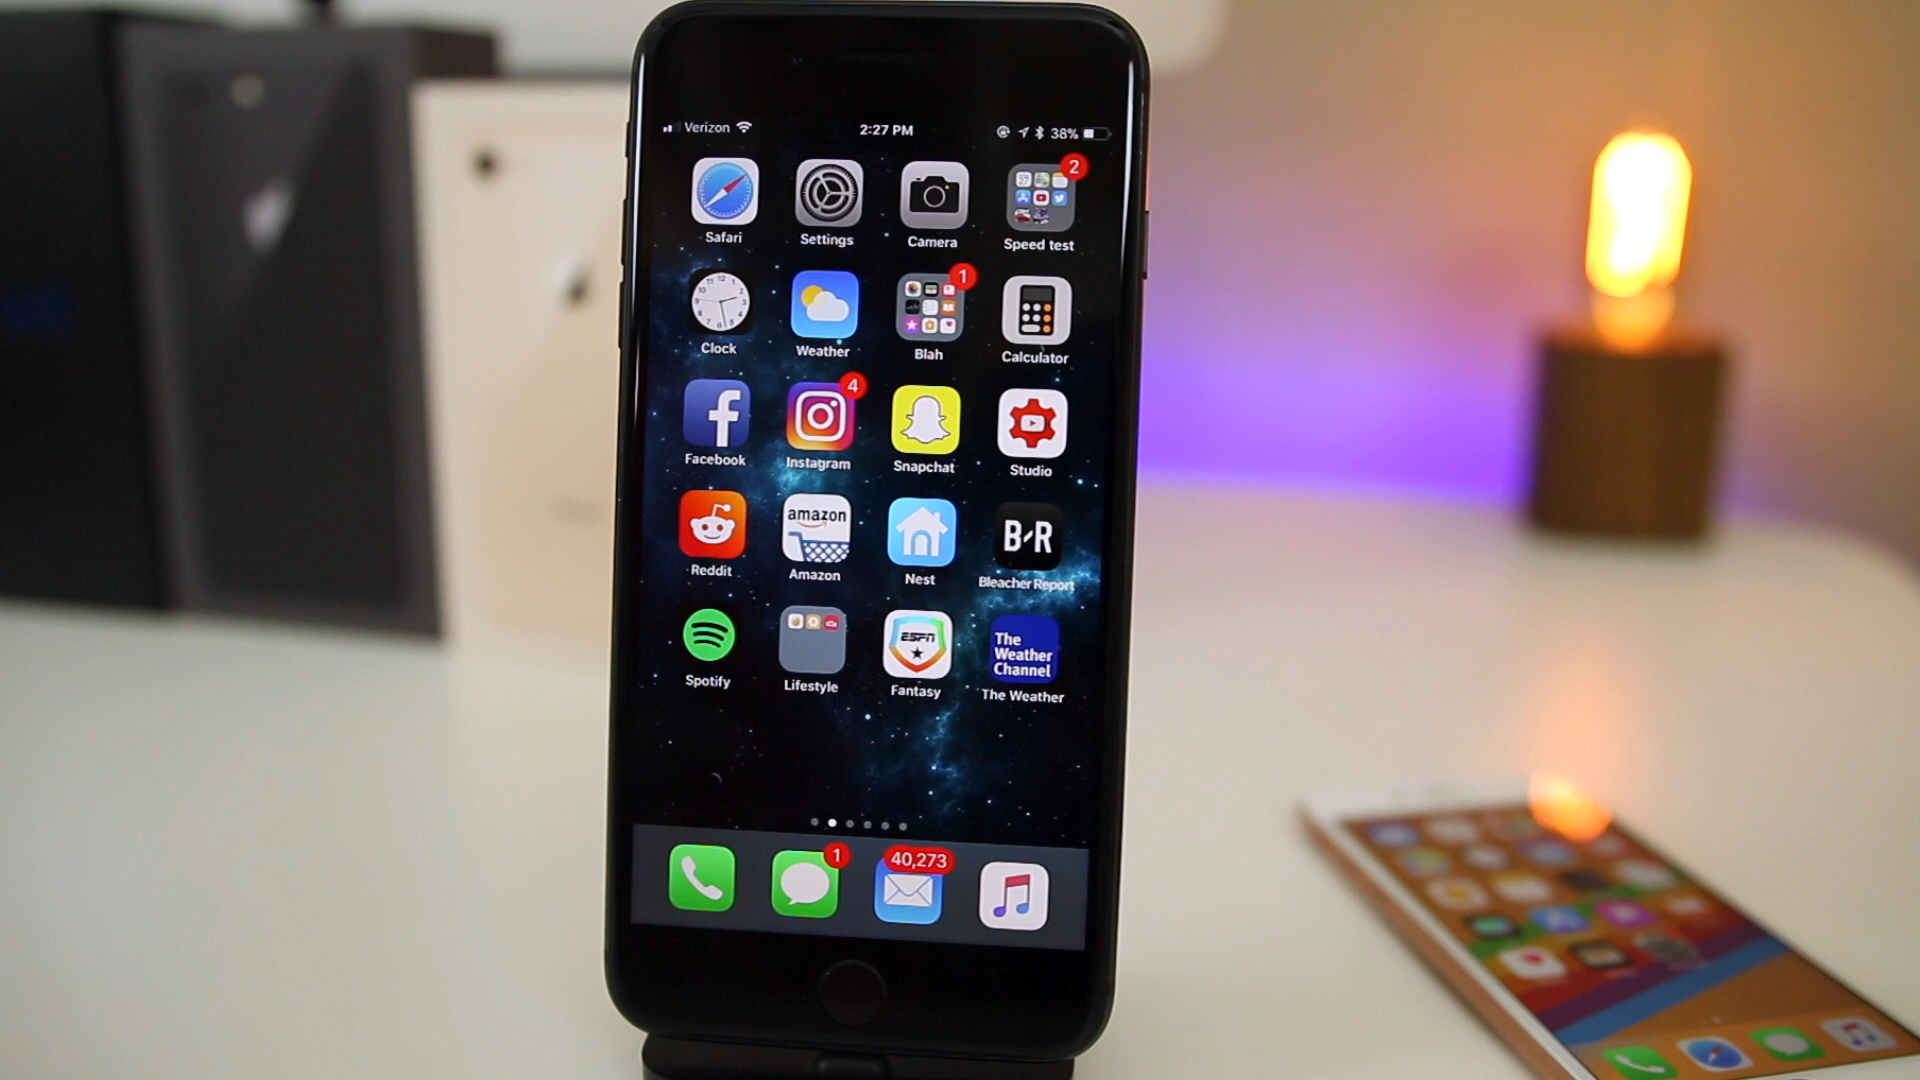 Verizon 2:27 PM 38%
2
Safari Settings Camera Speed test
1
Clock Weather Blah Calculator
4
Facebook Instagram Snapchat Studio
amazon B/R
Reddit Amazon Nest Bleacher Report
ESPN The
Weather
Channel
Spotify Lifestyle Fantasy The Weather
1 40,273